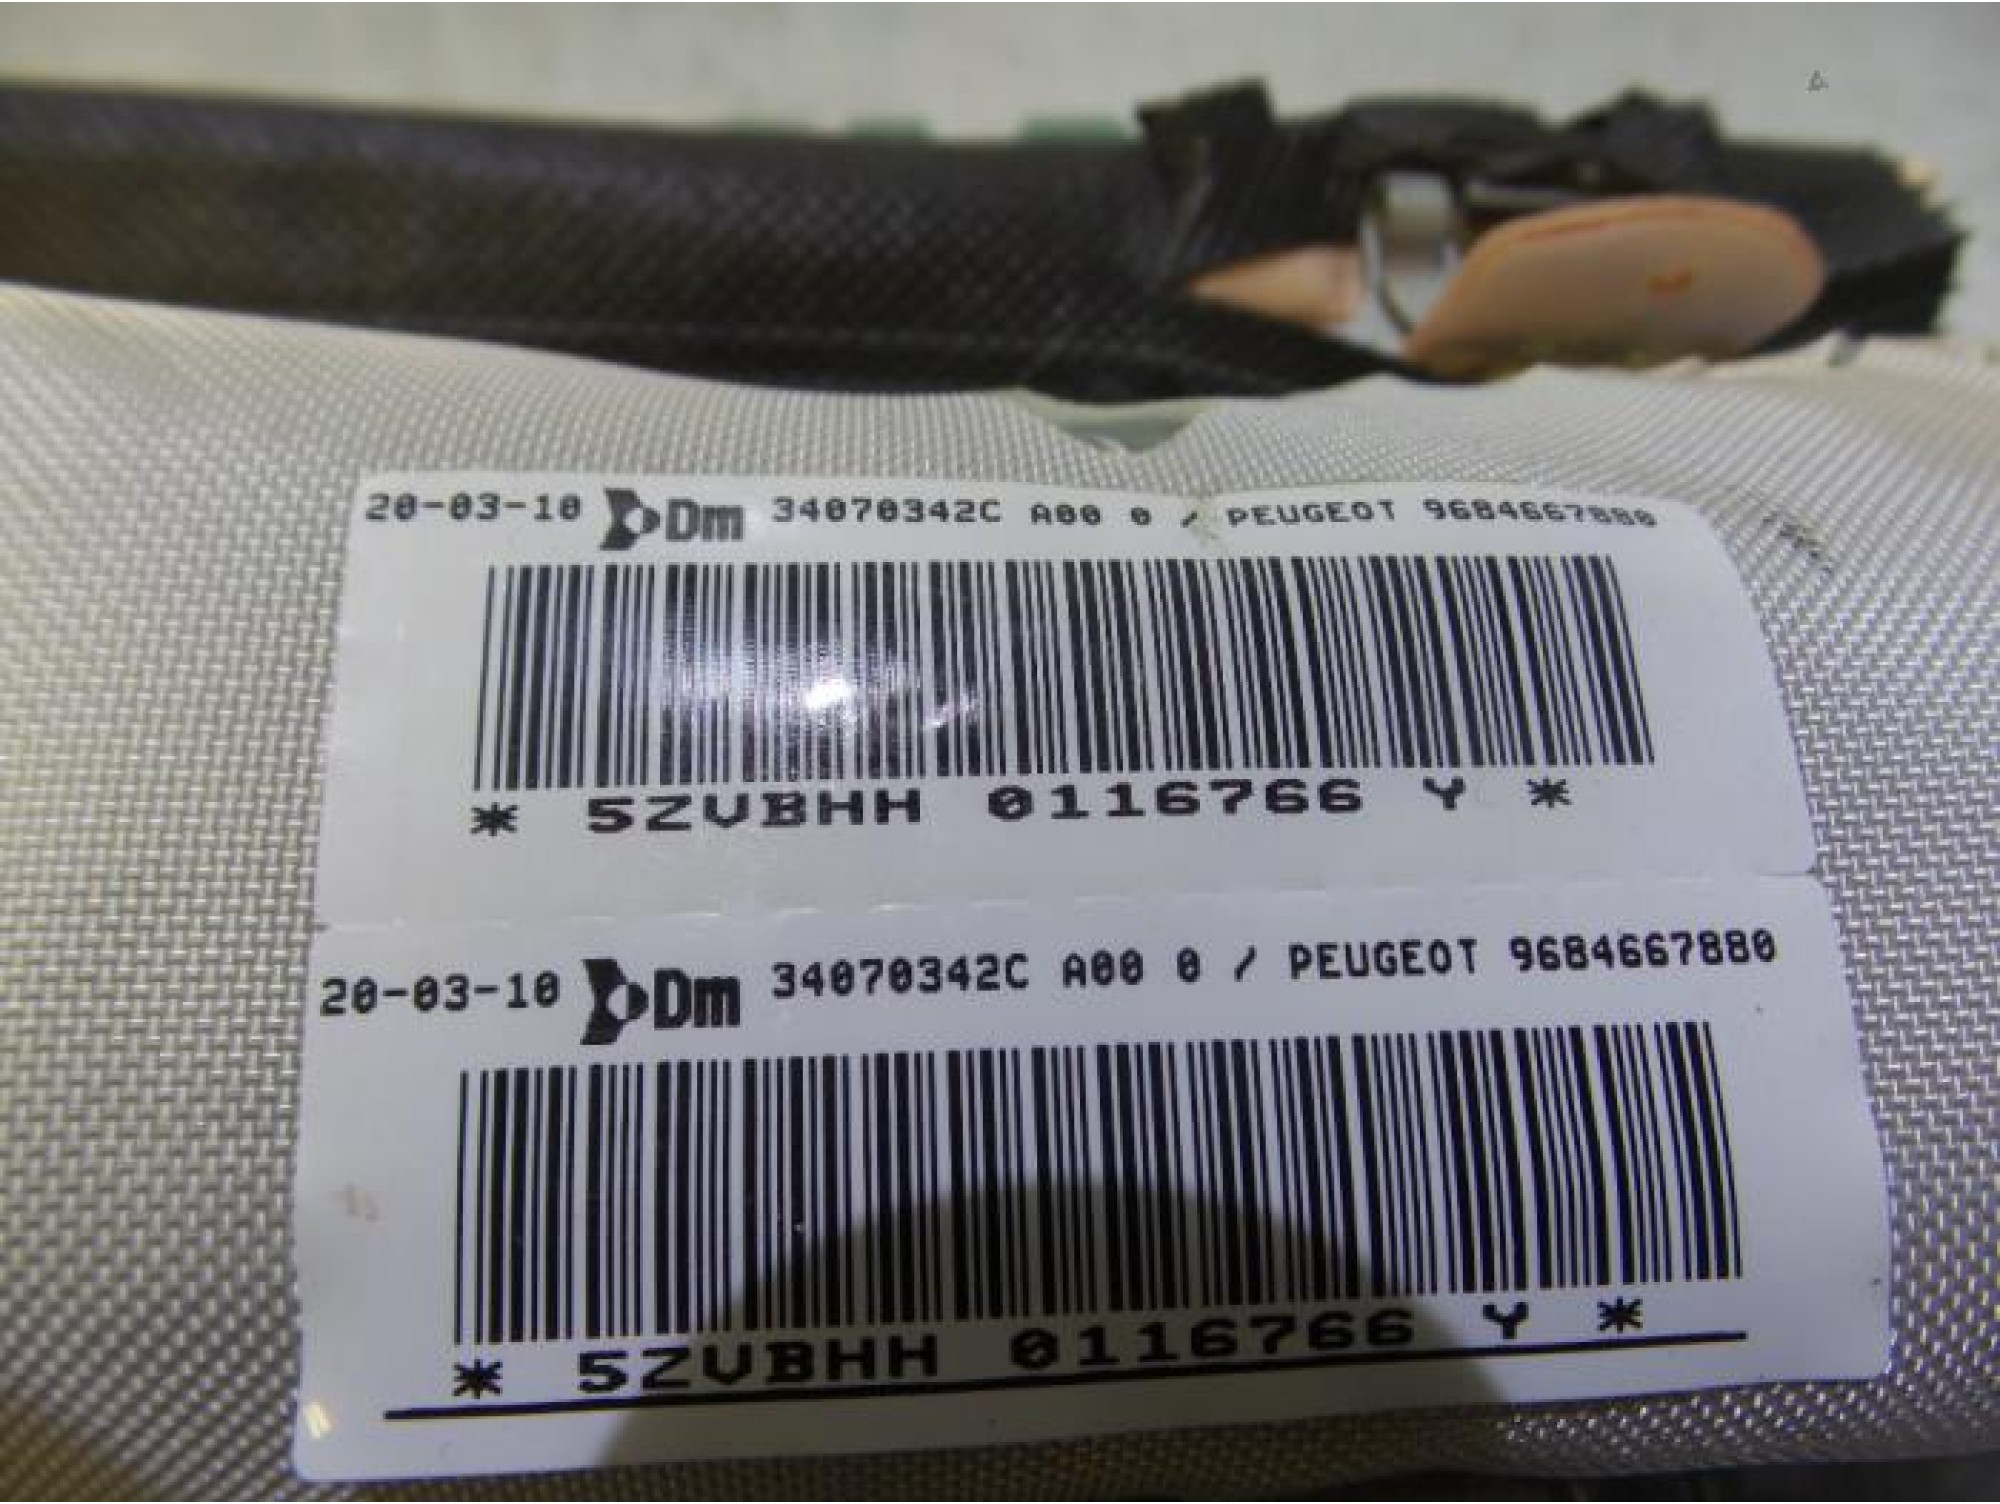 20-03-10 Dm 34070342C A00 0 / PEUGEOT 9684667880
* 5ZVBHH 0116766 Y *
20-03-10 Dm 34070342C A00 0 / PEUGEOT 9684667880
* 5ZVBHH 0116766 Y *